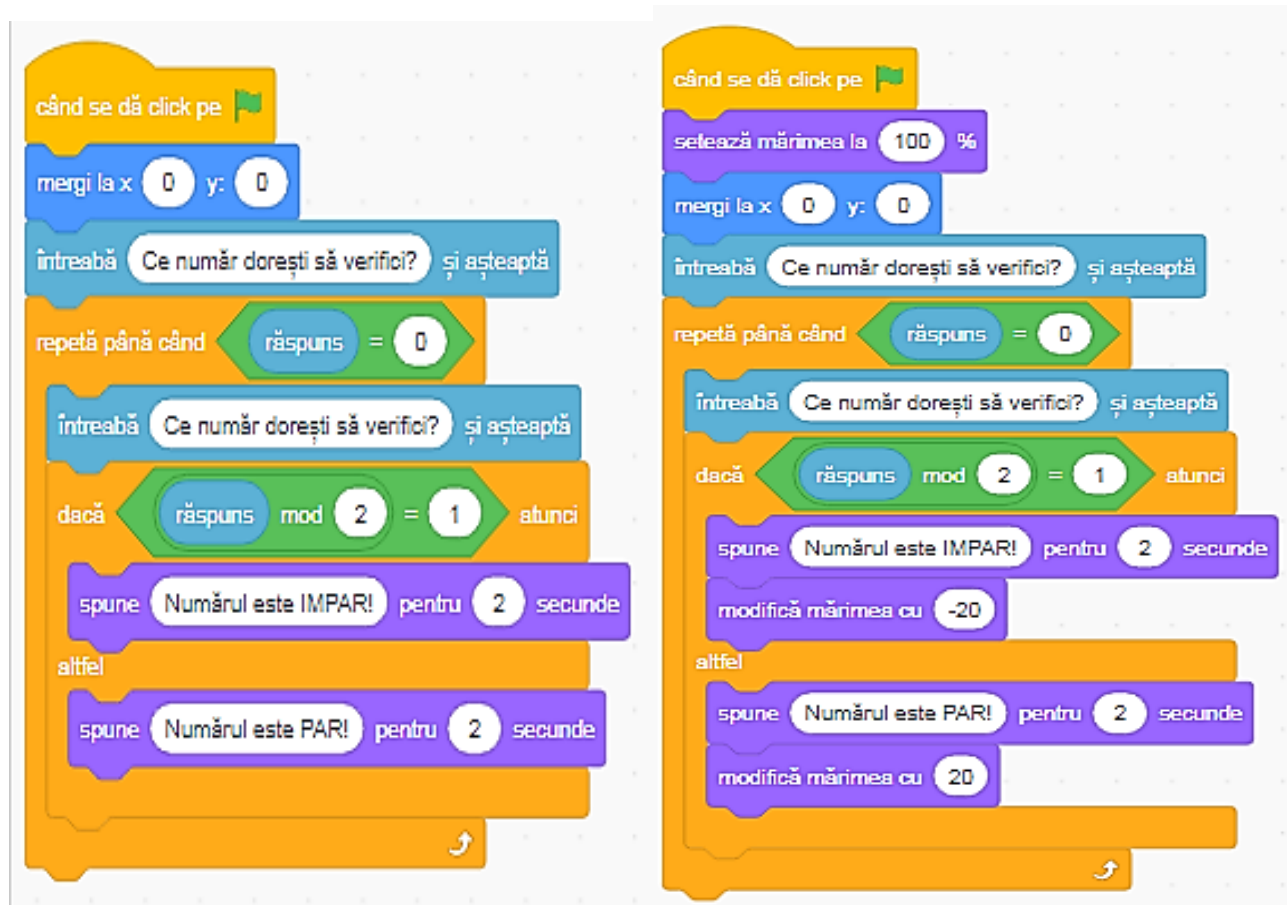 când se dă click pe
mergi la x 0 y: 0
întreabă Ce număr dorești să verifici? și așteaptă
repetă până când răspuns = 0
întreabă Ce număr dorești să verifici? și așteaptă
dacă răspuns mod 2 = 1 atunci
spune Numărul este IMPAR! pentru 2 secunde
altfel
spune Numărul este PAR! pentru 2 secunde
când se dă click pe
setează mărimea la 100 %
mergi la x 0 y: 0
întreabă Ce număr dorești să verifici? și așteaptă
repetă până când răspuns = 0
întreabă Ce număr dorești să verifici? și așteaptă
dacă răspuns mod 2 = 1 atunci
spune Numărul este IMPAR! pentru 2 secunde
modifică mărimea cu -20
altfel
spune Numărul este PAR! pentru 2 secunde
modifică mărimea cu 20